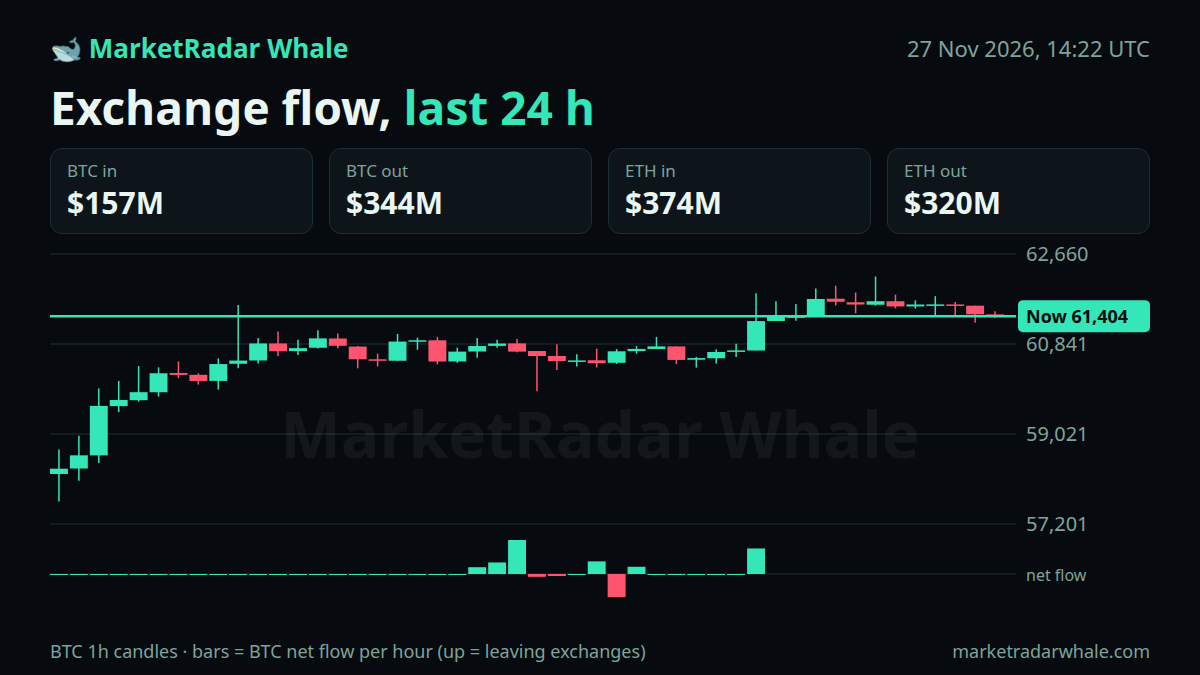 🐋 MarketRadar Whale
27 Nov 2026, 14:22 UTC
Exchange flow, last 24 h
BTC in
$157M
BTC out
$344M
ETH in
$374M
ETH out
$320M
62,660
Now 61,404
60,841
MarketRadar Whale
59,021
57,201
net flow
BTC 1h candles · bars = BTC net flow per hour (up = leaving exchanges)
marketradarwhale.com